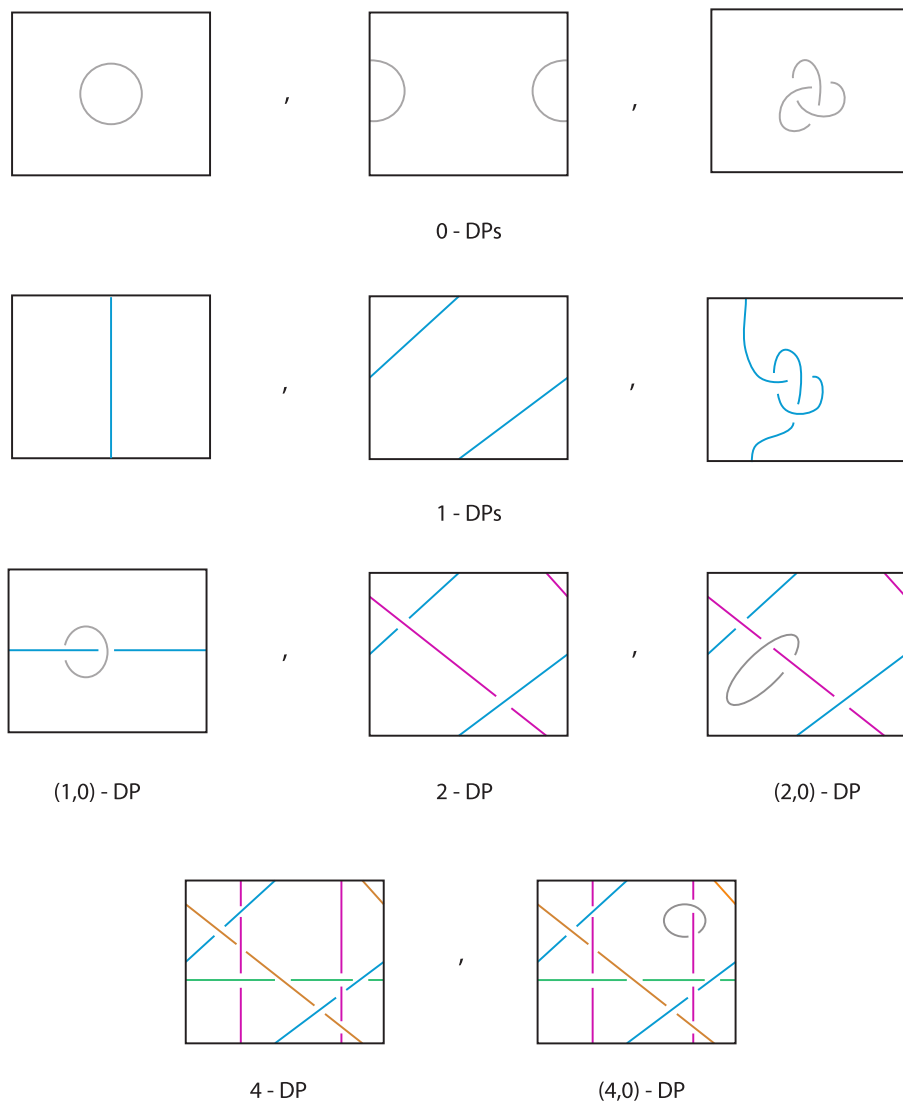 , ,
0 - DPs
, ,
1 - DPs
, ,
(1,0) - DP 2 - DP (2,0) - DP
,
4 - DP (4,0) - DP